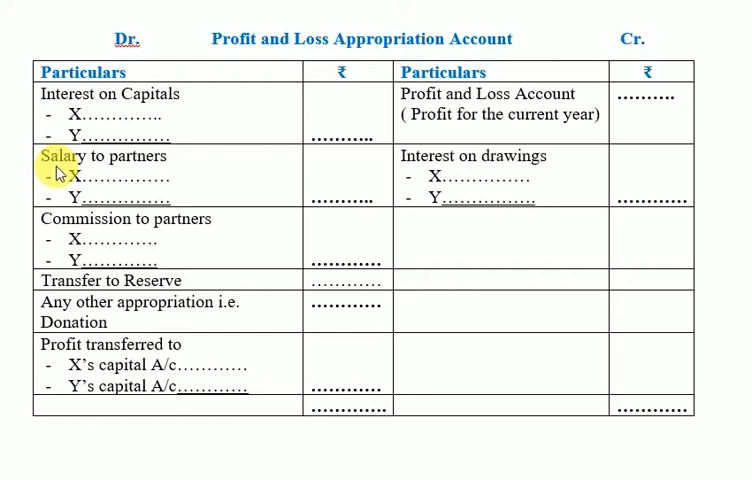 Dr. Profit and Loss Appropriation Account Cr.
Particulars ₹ Particulars ₹
Interest on Capitals Profit and Loss Account ……….
- X………….. ( Profit for the current year)
- Y…………… ………..
Salary to partners Interest on drawings
- X…………… - X……………
- Y…………… ……….. - Y……………. …………
Commission to partners
- X………….
- Y…………. …………
Transfer to Reserve …………
Any other appropriation i.e. …………
Donation
Profit transferred to
- X’s capital A/c…………
- Y’s capital A/c………… …………
…………. …………